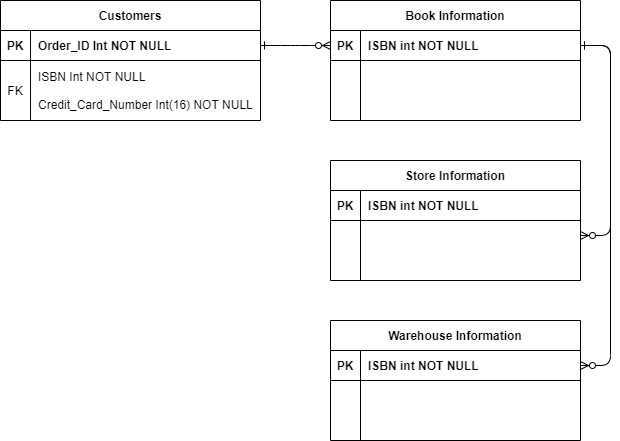 Customers
PK Order_ID Int NOT NULL
FK
ISBN Int NOT NULL
Credit_Card_Number Int(16) NOT NULL
Book Information
PK ISBN int NOT NULL
Store Information
PK ISBN int NOT NULL
Warehouse Information
PK ISBN int NOT NULL